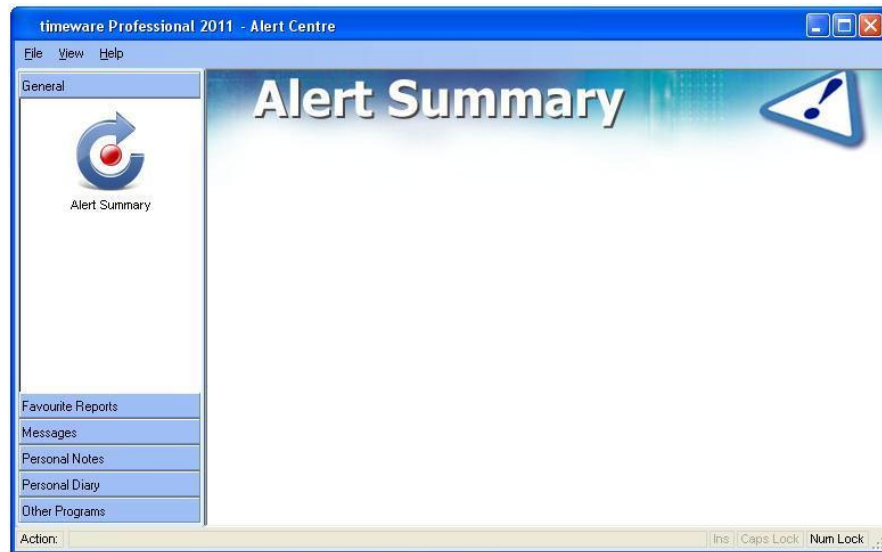 timeware Professional 2011 - Alert Centre
File View Help
General
Alert Summary
Alert Summary
Favourite Reports
Messages
Personal Notes
Personal Diary
Other Programs
Action: Ins Caps Lock Num Lock